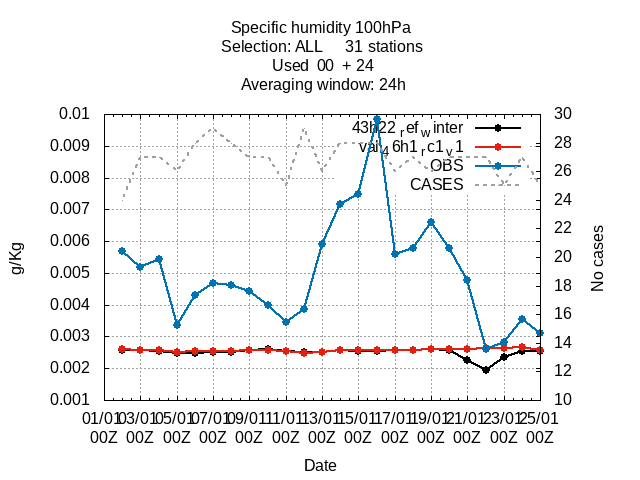 Specific humidity 100hPa
Selection: ALL 31 stations
Used 00 + 24
Averaging window: 24h
0.01
0.009
0.008
0.007
0.006
0.005
0.004
0.003
0.002
0.001
g/Kg
30
28
26
24
22
20
18
16
14
12
10
No cases
43h22 refwinter
vai 46h1rc1v1
OBS
CASES
01/01 03/01 05/01 07/01 09/01 11/01 13/01 15/01 17/01 19/01 21/01 23/01 25/01
00Z 00Z 00Z 00Z 00Z 00Z 00Z 00Z 00Z 00Z 00Z 00Z 00Z
Date